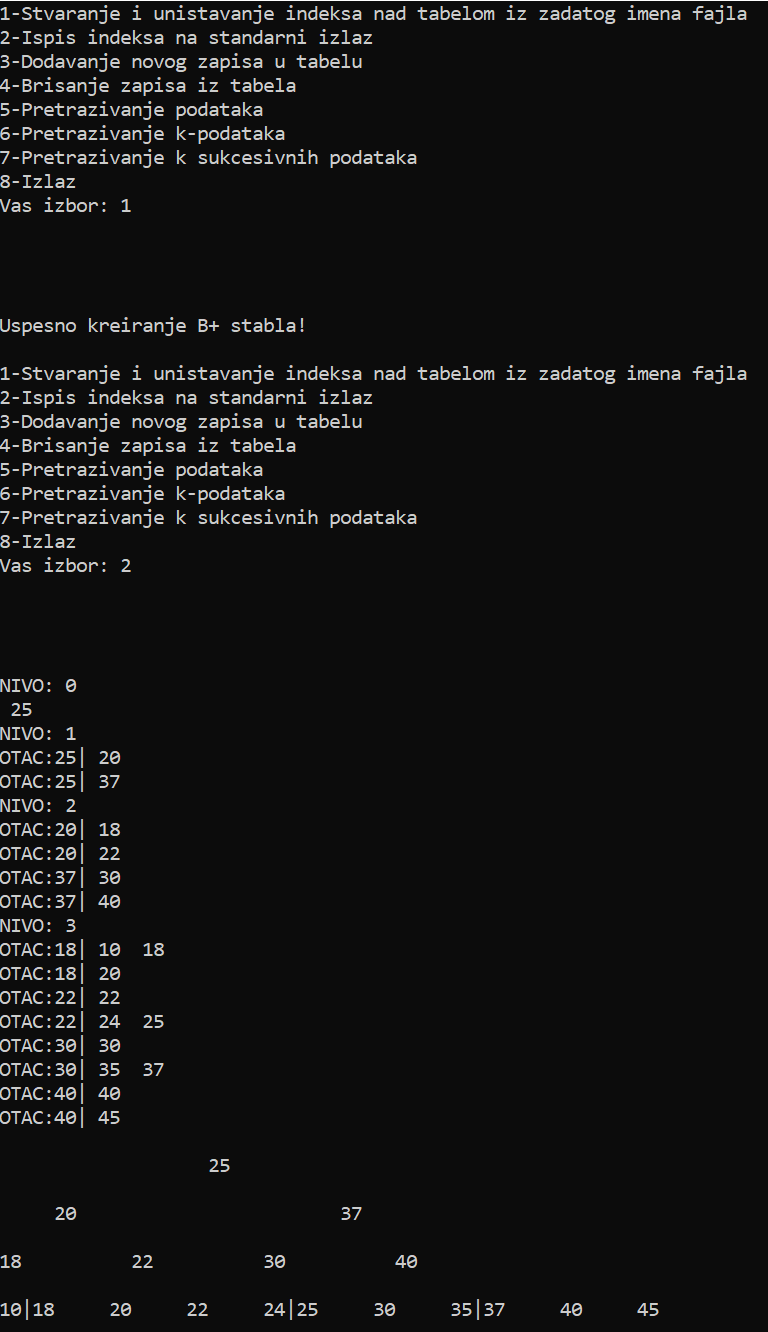 1-Stvaranje i unistavanje indeksa nad tabelom iz zadatog imena fajla
2-Ispis indeksa na standarni izlaz
3-Dodavanje novog zapisa u tabelu
4-Brisanje zapisa iz tabela
5-Pretrazivanje podataka
6-Pretrazivanje k-podataka
7-Pretrazivanje k sukcesivnih podataka
8-Izlaz
Vas izbor: 1
Uspesno kreiranje B+ stabla!
1-Stvaranje i unistavanje indeksa nad tabelom iz zadatog imena fajla
2-Ispis indeksa na standarni izlaz
3-Dodavanje novog zapisa u tabelu
4-Brisanje zapisa iz tabela
5-Pretrazivanje podataka
6-Pretrazivanje k-podataka
7-Pretrazivanje k sukcesivnih podataka
8-Izlaz
Vas izbor: 2
NIVO: 0
25
NIVO: 1
OTAC:25| 20
OTAC:25| 37
NIVO: 2
OTAC:20| 18
OTAC:20| 22
OTAC:37| 30
OTAC:37| 40
NIVO: 3
OTAC:18| 10  18
OTAC:18| 20
OTAC:22| 22
OTAC:22| 24  25
OTAC:30| 30
OTAC:30| 35  37
OTAC:40| 40
OTAC:40| 45
25
20 37
18 22 30 40
10|18 20 22 24|25 30 35|37 40 45